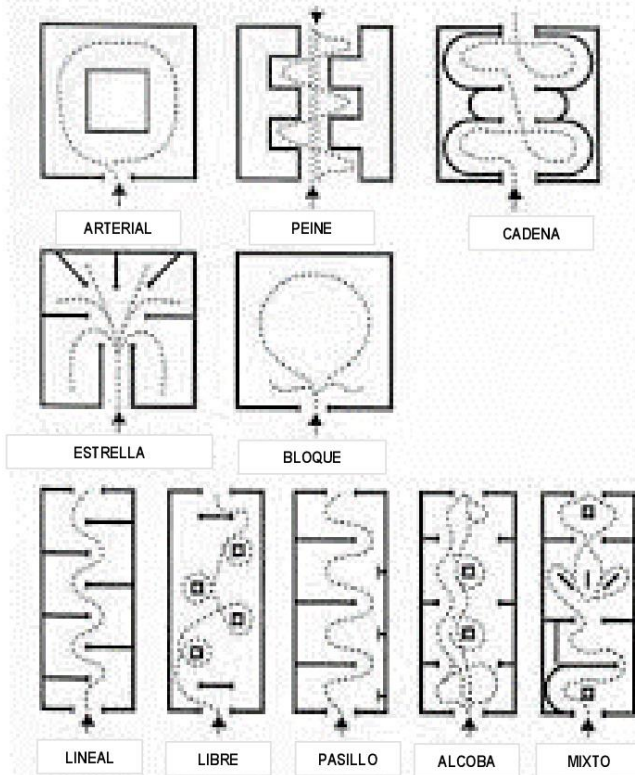 ARTERIAL
PEINE
CADENA
ESTRELLA
BLOQUE
LINEAL
LIBRE
PASILLO
ALCOBA
MIXTO